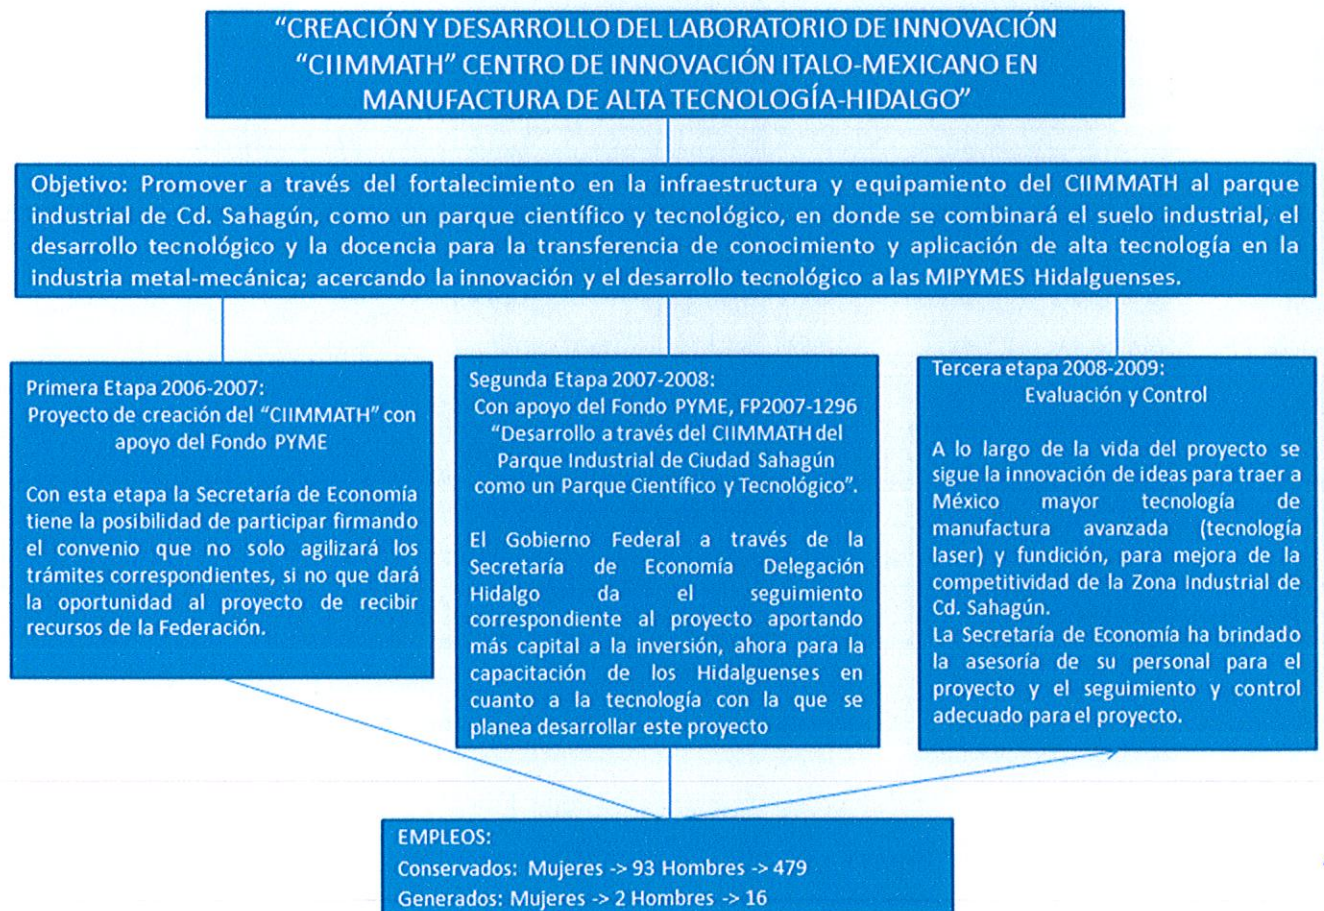 "CREACIÓN Y DESARROLLO DEL LABORATORIO DE INNOVACIÓN
"CIIMMATH" CENTRO DE INNOVACIÓN ITALO-MEXICANO EN
MANUFACTURA DE ALTA TECNOLOGÍA-HIDALGO"
Objetivo: Promover a través del fortalecimiento en la infraestructura y equipamiento del CIIMMATH al parque
industrial de Cd. Sahagún, como un parque científico y tecnológico, en donde se combinará el suelo industrial, el
desarrollo tecnológico y la docencia para la transferencia de conocimiento y aplicación de alta tecnología en la
industria metal-mecánica; acercando la innovación y el desarrollo tecnológico a las MIPYMES Hidalguenses.
Primera Etapa 2006-2007:
Proyecto de creación del "CIIMMATH" con
apoyo del Fondo PYME
Con esta etapa la Secretaría de Economía
tiene la posibilidad de participar firmando
el convenio que no solo agilizará los
trámites correspondientes, si no que dará
la oportunidad al proyecto de recibir
recursos de la Federación.
Segunda Etapa 2007-2008:
Con apoyo del Fondo PYME, FP2007-1296
"Desarrollo a través del CIIMMATH del
Parque Industrial de Ciudad Sahagún
como un Parque Científico y Tecnológico".
El Gobierno Federal a través de la
Secretaría de Economía Delegación
Hidalgo da el seguimiento
correspondiente al proyecto aportando
más capital a la inversión, ahora para la
capacitación de los Hidalguenses en
cuanto a la tecnología con la que se
planea desarrollar este proyecto
Tercera etapa 2008-2009:
Evaluación y Control
A lo largo de la vida del proyecto se
sigue la innovación de ideas para traer a
México mayor tecnología de
manufactura avanzada (tecnología
laser) y fundición, para mejora de la
competitividad de la Zona Industrial de
Cd. Sahagún.
La Secretaría de Economía ha brindado
la asesoría de su personal para el
proyecto y el seguimiento y control
adecuado para el proyecto.
EMPLEOS:
Conservados: Mujeres -> 93 Hombres -> 479
Generados: Mujeres -> 2 Hombres -> 16